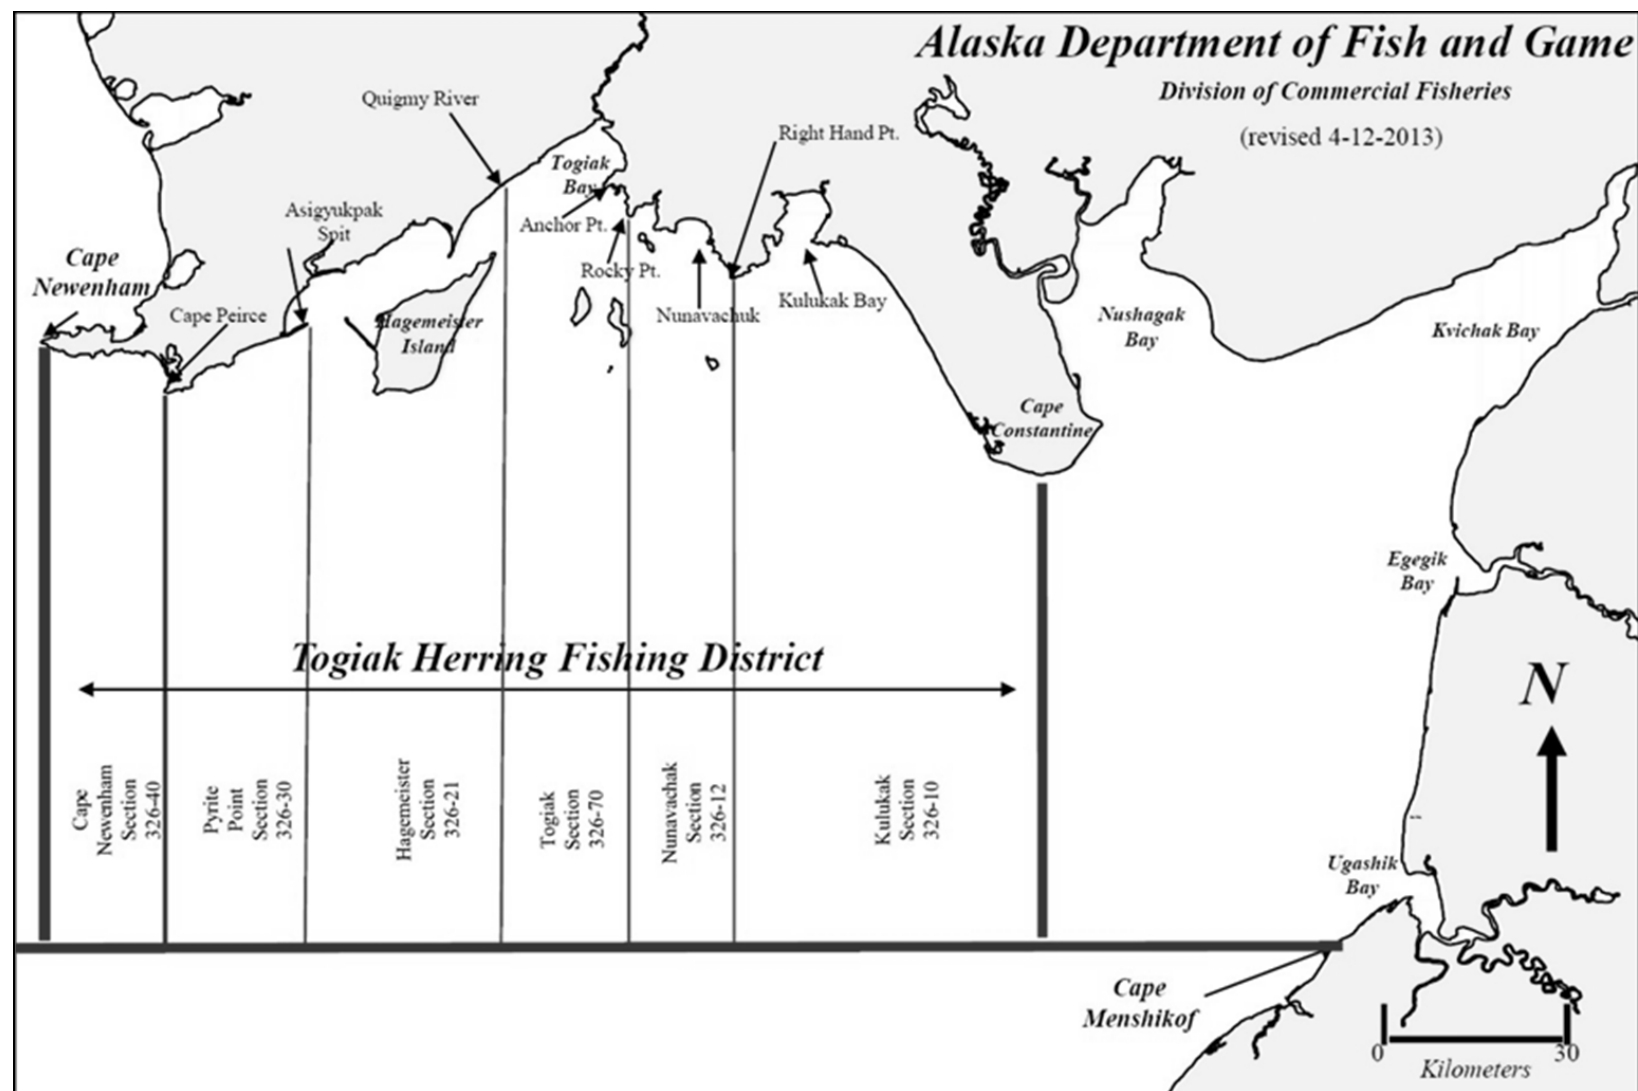 Alaska Department of Fish and Game
Division of Commercial Fisheries
(revised 4-12-2013)
Quigmy River
Right Hand Pt.
Togiak
Bay
Asigyukpak
Spit
Anchor Pt.
Cape
Newenham
Rocky Pt.
Cape Peirce
Nunavachuk
Kulukak Bay
Hagemeister
Island
Nushagak
Bay
Kvichak Bay
Cape
Constantine
Egegik
Bay
Togiak Herring Fishing District
N
Cape
Newenham
Section
326-40
Pyrite
Point
Section
326-30
Hagemeister
Section
326-21
Togiak
Section
326-70
Nunavachak
Section
326-12
Kulukak
Section
326-10
Ugashik
Bay
Cape
Menshikof
0 30
Kilometers